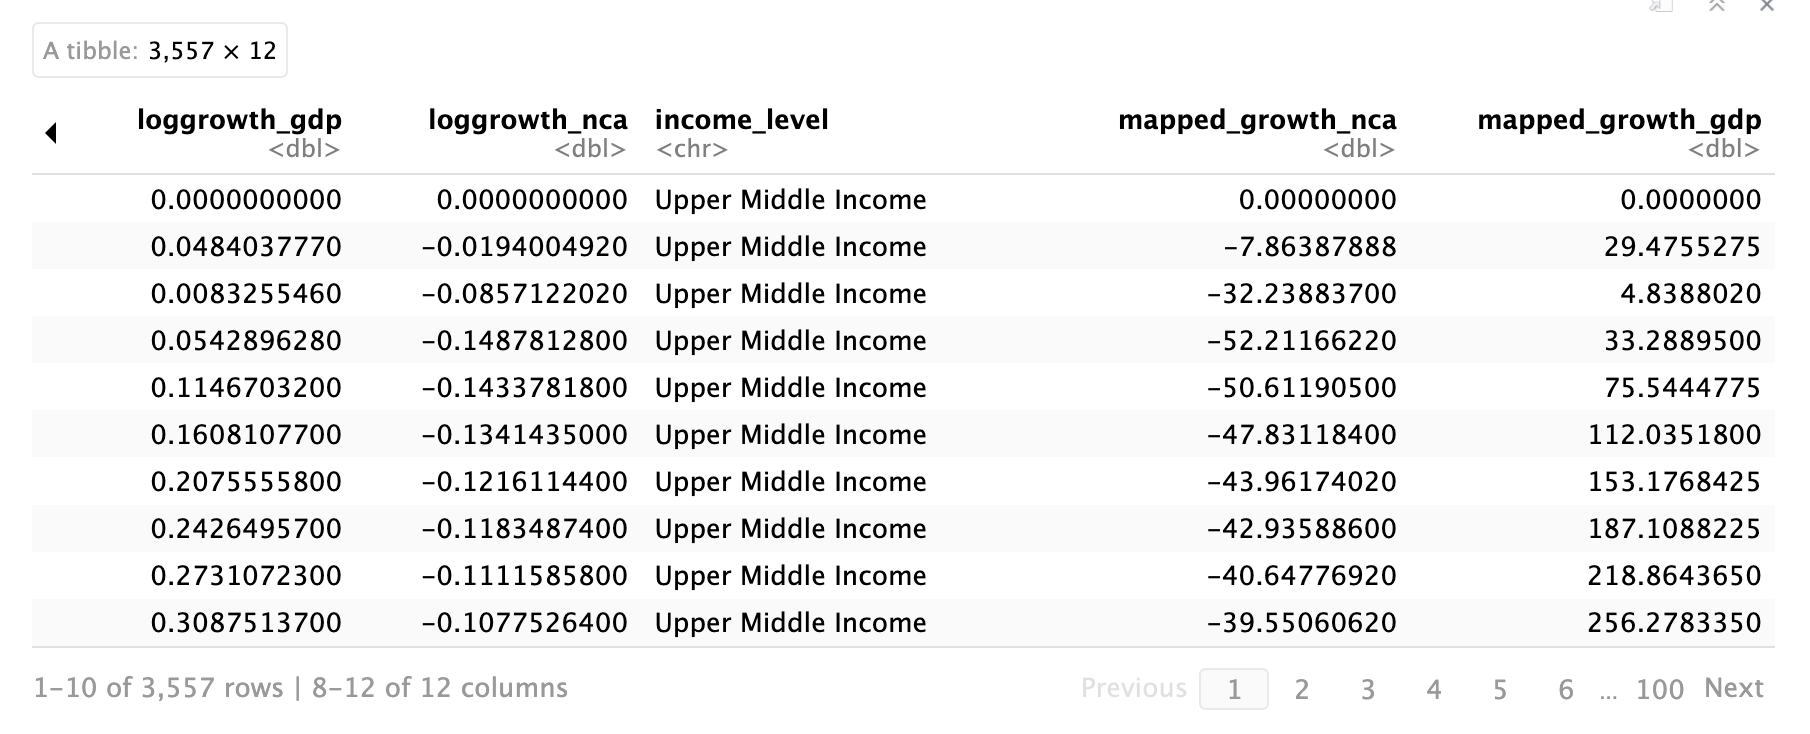 A tibble: 3,557 × 12
loggrowth_gdp loggrowth_nca income_level mapped_growth_nca mapped_growth_gdp
<dbl> <dbl> <chr> <dbl> <dbl>
0.0000000000 0.0000000000 Upper Middle Income 0.00000000 0.0000000
0.0484037770 -0.0194004920 Upper Middle Income -7.86387888 29.4755275
0.0083255460 -0.0857122020 Upper Middle Income -32.23883700 4.8388020
0.0542896280 -0.1487812800 Upper Middle Income -52.21166220 33.2889500
0.1146703200 -0.1433781800 Upper Middle Income -50.61190500 75.5444775
0.1608107700 -0.1341435000 Upper Middle Income -47.83118400 112.0351800
0.2075555800 -0.1216114400 Upper Middle Income -43.96174020 153.1768425
0.2426495700 -0.1183487400 Upper Middle Income -42.93588600 187.1088225
0.2731072300 -0.1111585800 Upper Middle Income -40.64776920 218.8643650
0.3087513700 -0.1077526400 Upper Middle Income -39.55060620 256.2783350
1-10 of 3,557 rows | 8-12 of 12 columns Previous 1 2 3 4 5 6 ... 100 Next